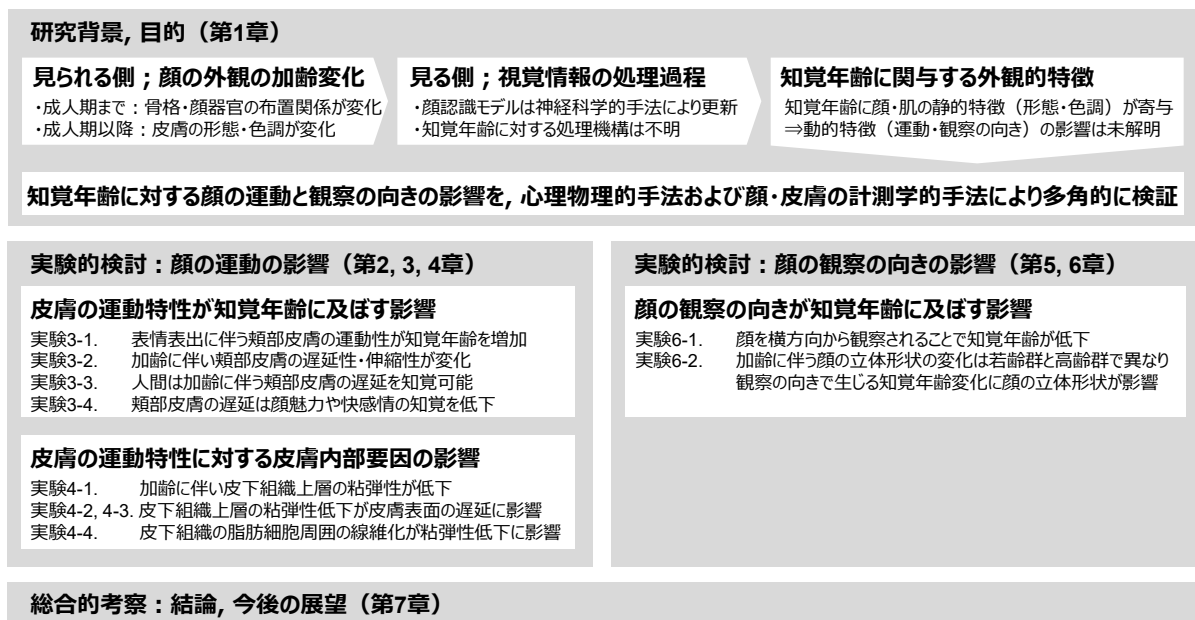 研究背景, 目的（第1章）
見られる側；顔の外観の加齢変化
・成人期まで：骨格・顔器官の布置関係が変化
・成人期以降：皮膚の形態・色調が変化
見る側；視覚情報の処理過程
・顔認識モデルは神経科学的手法により更新
・知覚年齢に対する処理機構は不明
知覚年齢に関与する外観的特徴
知覚年齢に顔・肌の静的特徴（形態・色調）が寄与
⇒動的特徴（運動・観察の向き）の影響は未解明
知覚年齢に対する顔の運動と観察の向きの影響を, 心理物理的手法および顔・皮膚の計測学的手法により多角的に検証
実験的検討：顔の運動の影響（第2, 3, 4章）
皮膚の運動特性が知覚年齢に及ぼす影響
実験3-1. 表情表出に伴う頬部皮膚の運動性が知覚年齢を増加
実験3-2. 加齢に伴い頬部皮膚の遅延性・伸縮性が変化
実験3-3. 人間は加齢に伴う頬部皮膚の遅延を知覚可能
実験3-4. 頬部皮膚の遅延は顔魅力や快感情の知覚を低下
皮膚の運動特性に対する皮膚内部要因の影響
実験4-1. 加齢に伴い皮下組織上層の粘弾性が低下
実験4-2, 4-3. 皮下組織上層の粘弾性低下が皮膚表面の遅延に影響
実験4-4. 皮下組織の脂肪細胞周囲の線維化が粘弾性低下に影響
実験的検討：顔の観察の向きの影響（第5, 6章）
顔の観察の向きが知覚年齢に及ぼす影響
実験6-1. 顔を横方向から観察されることで知覚年齢が低下
実験6-2. 加齢に伴う顔の立体形状の変化は若齢群と高齢群で異なり
観察の向きで生じる知覚年齢変化に顔の立体形状が影響
総合的考察：結論, 今後の展望（第7章）